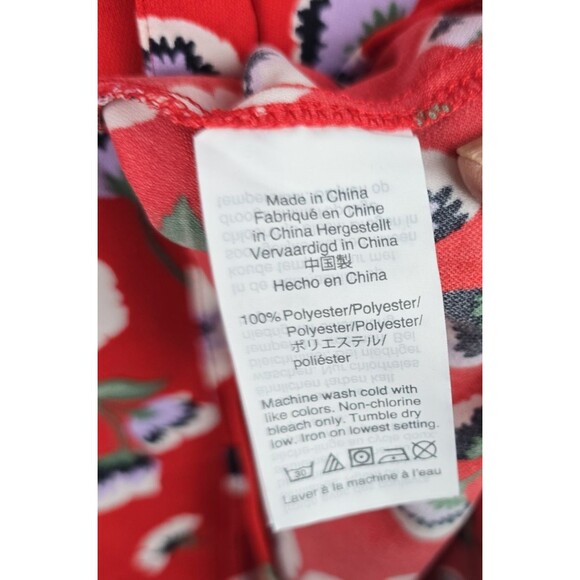 Made in China
Fabriqué en Chine
in China Hergestellt
Vervaardigd in China
中国製
Hecho en China
100% Polyester/Polyester/
Polyester/Polyester/
ポリエステル/
poliéster
Machine wash cold with
like colors. Non-chlorine
bleach only. Tumble dry
low. Iron on lowest setting.
30
Laver à la machine à l'eau